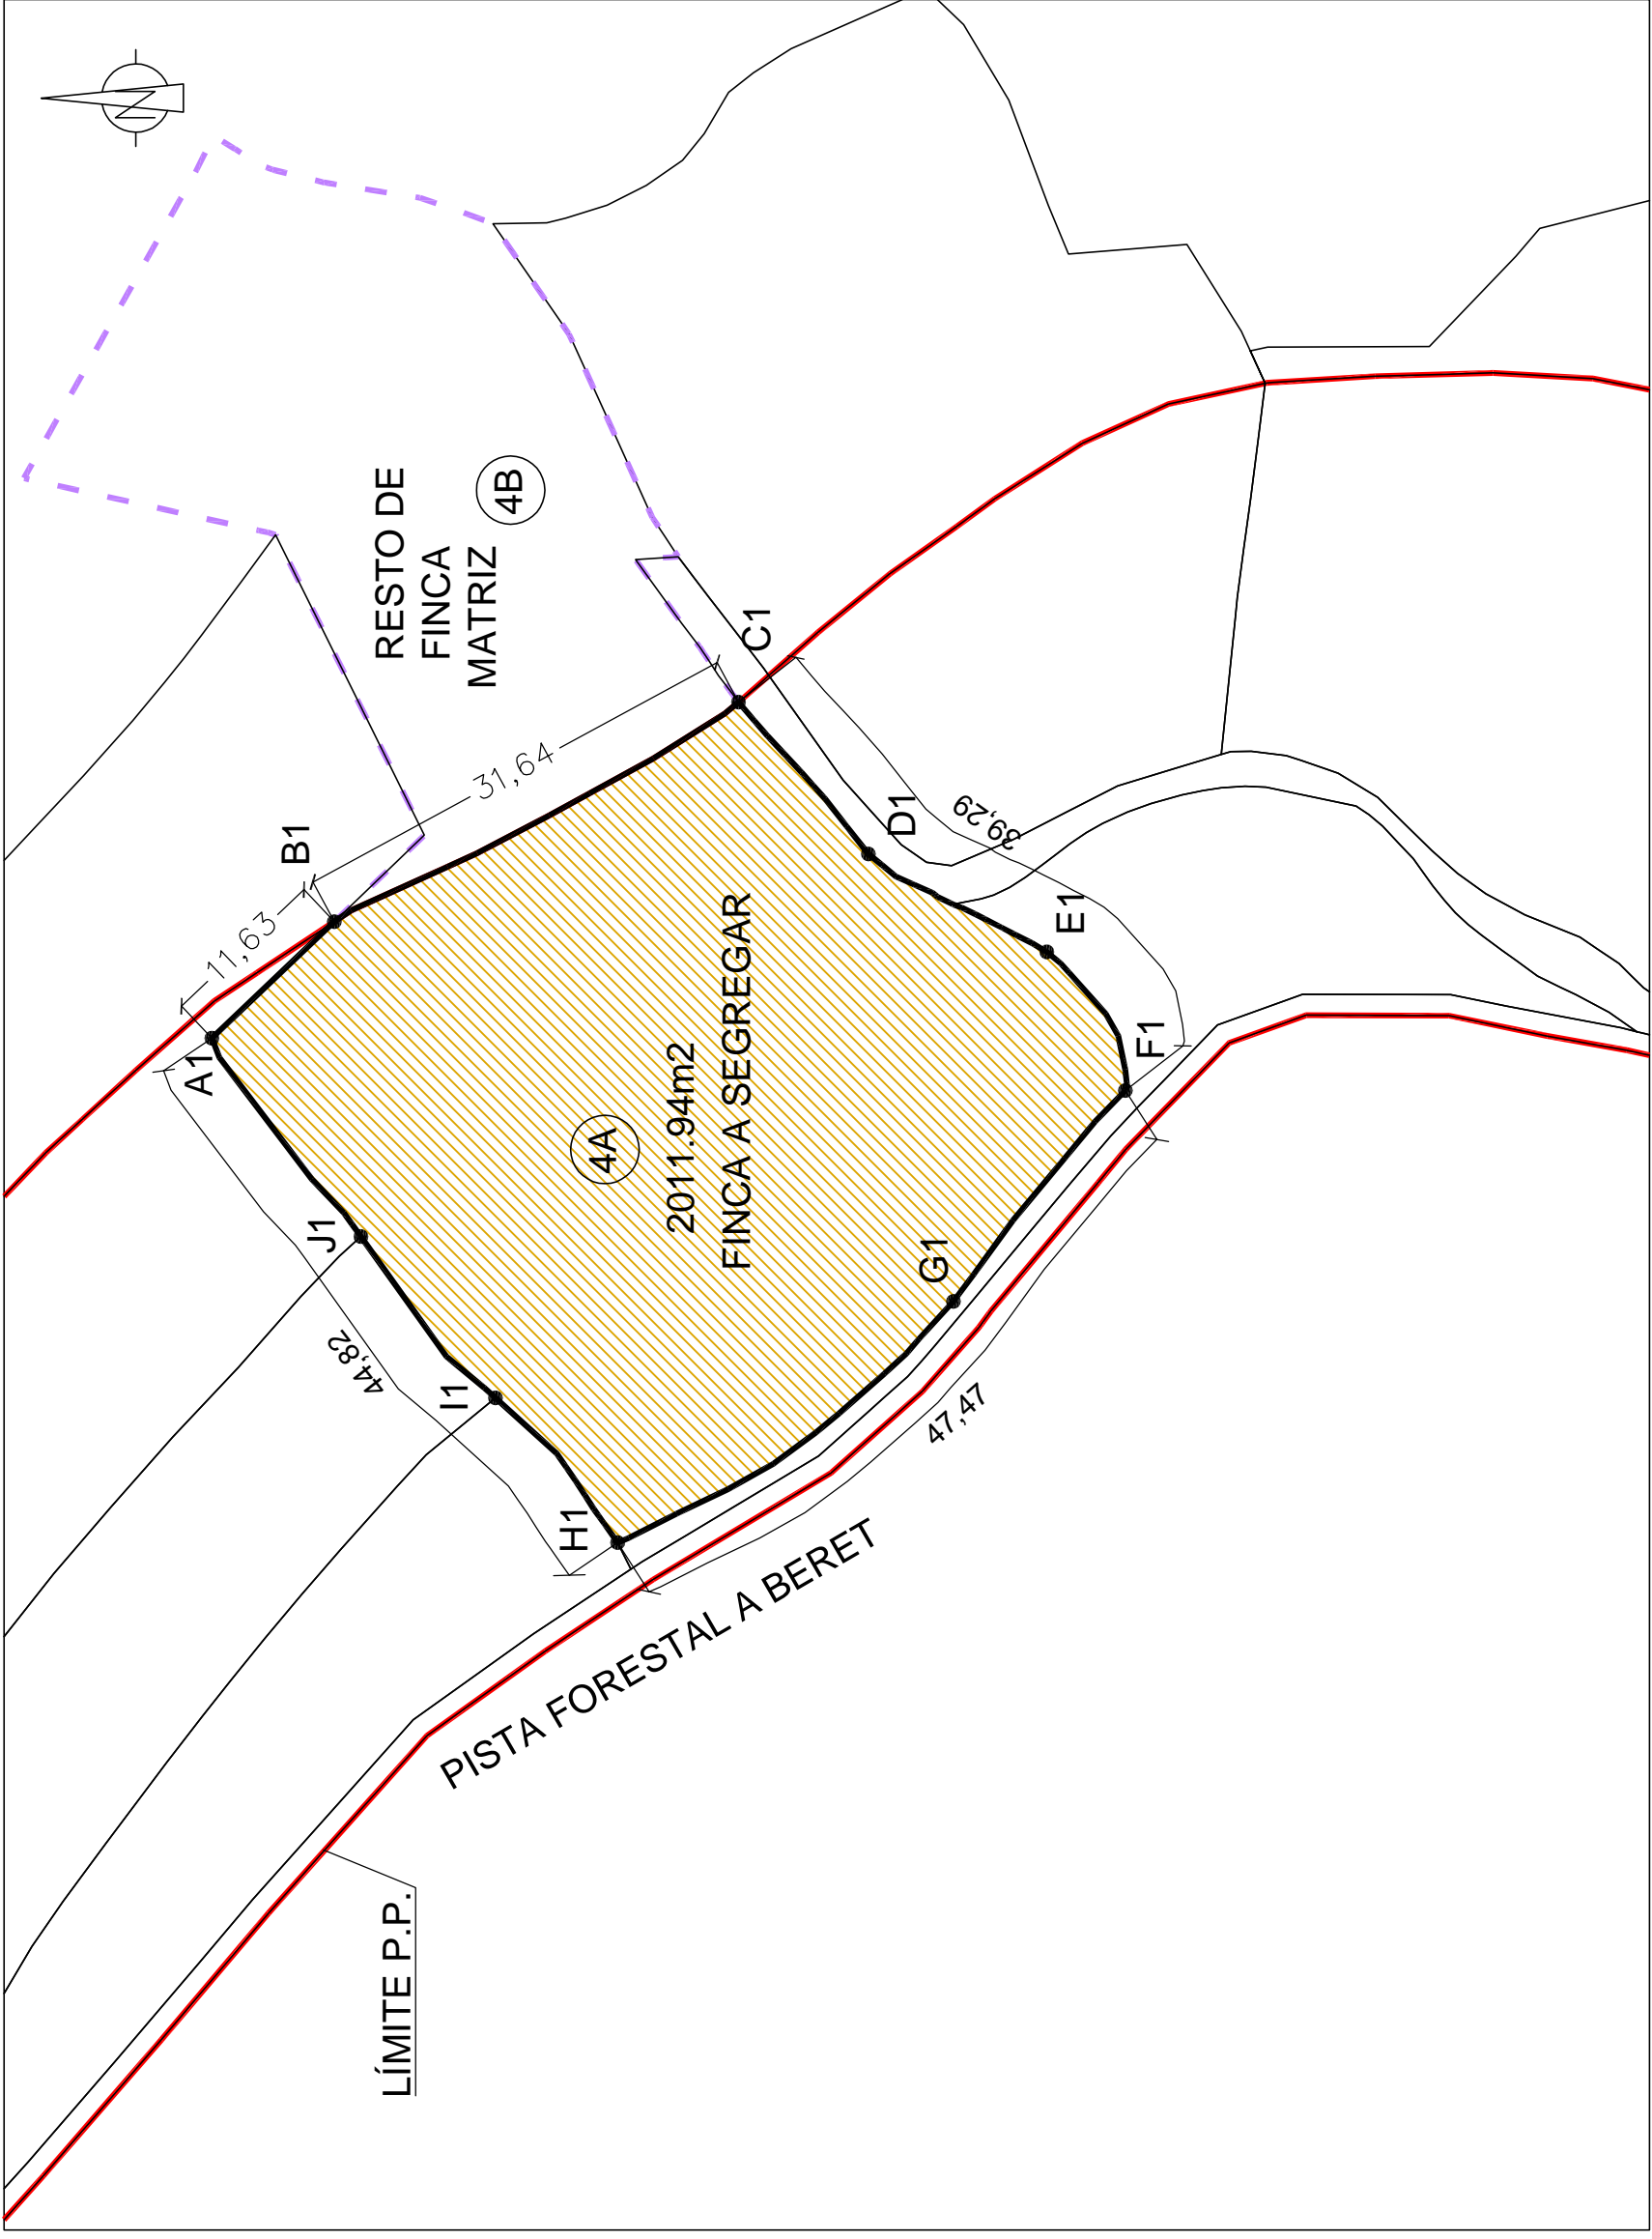 N
RESTO DE
FINCA
MATRIZ
4B
C1
31,64
B1
11,63
D1
39,29
E1
A1
F1
4A
2011.94m2
FINCA A SEGREGAR
J1
G1
44,82
I1
47,47
H1
PISTA FORESTAL A BERET
LÍMITE P.P.